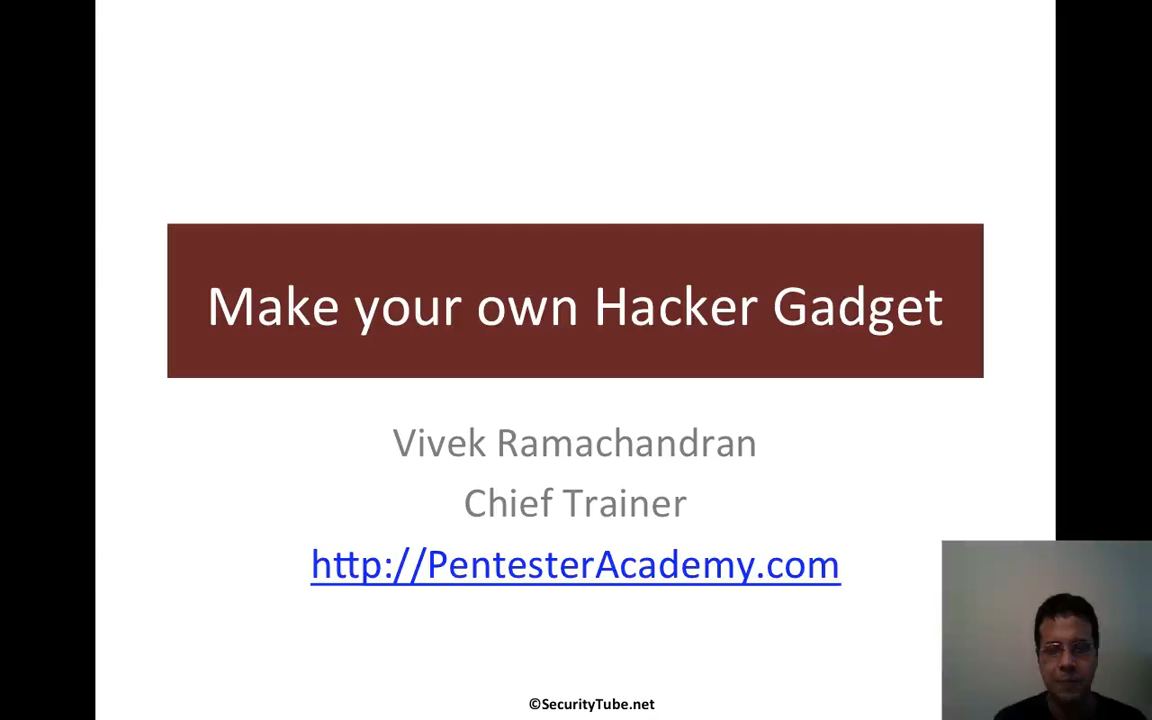 Make your own Hacker Gadget
Vivek Ramachandran
Chief Trainer
http://PentesterAcademy.com
©SecurityTube.net